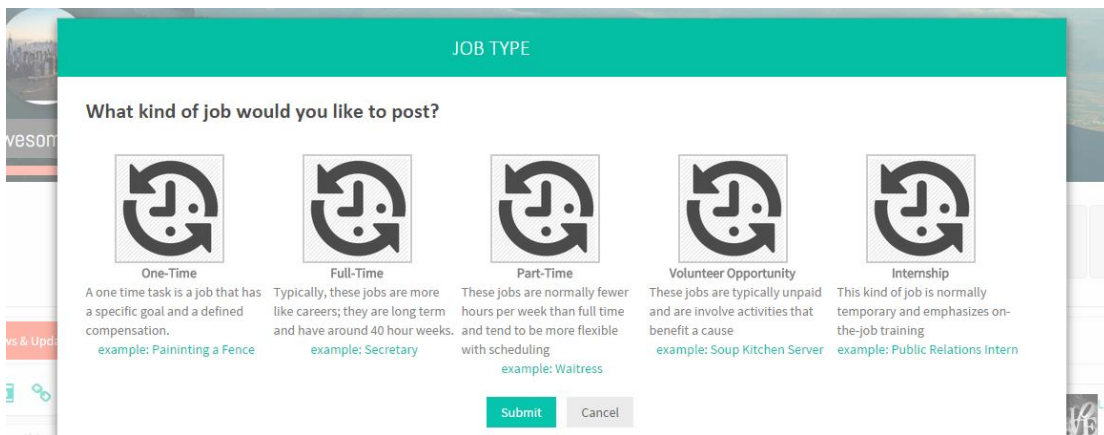 JOB TYPE
What kind of job would you like to post?
One-Time
A one time task is a job that has
a specific goal and a defined
compensation.
example: Paininting a Fence
Full-Time
Typically, these jobs are more
like careers; they are long term
and have around 40 hour weeks.
example: Secretary
Part-Time
These jobs are normally fewer
hours per week than full time
and tend to be more flexible
with scheduling
example: Waitress
Volunteer Opportunity
These jobs are typically unpaid
and are involve activities that
benefit a cause
example: Soup Kitchen Server
Internship
This kind of job is normally
temporary and emphasizes on-
the-job training
example: Public Relations Intern
Submit
Cancel